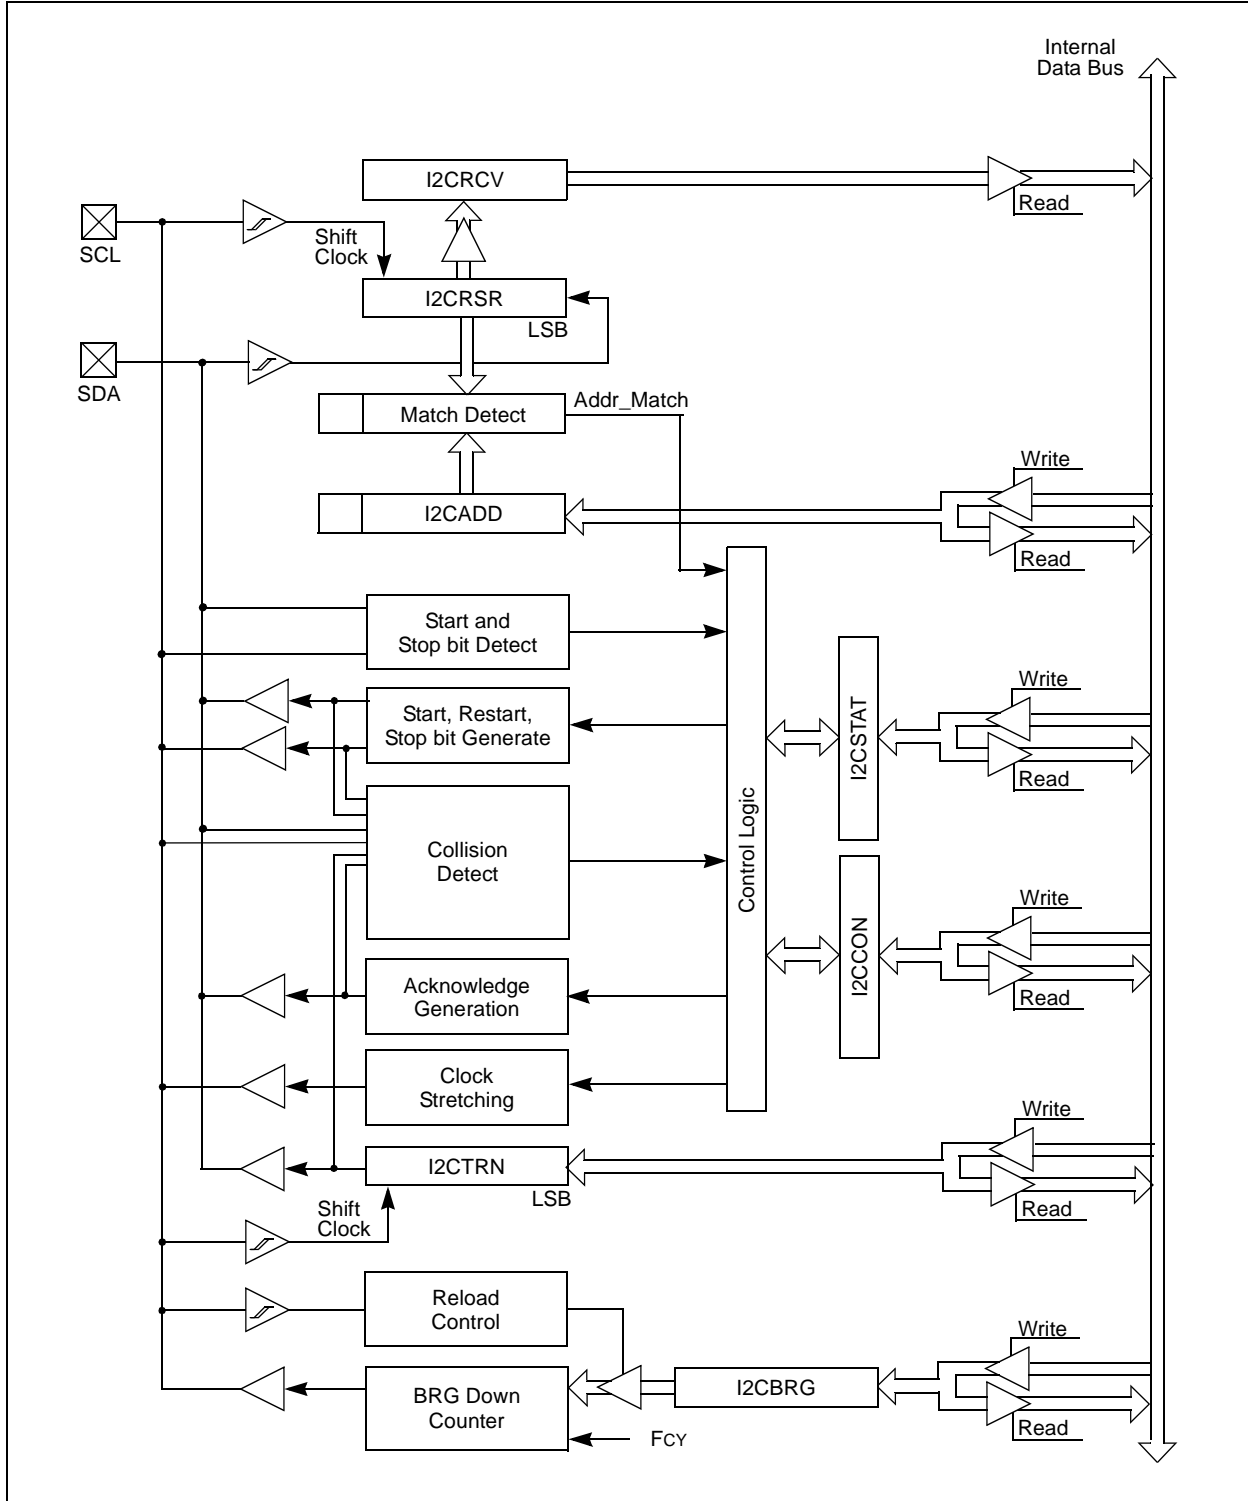 Internal
Data Bus
I2CRCV
Read
SCL
Shift
Clock
I2CRSR
LSB
SDA
Match Detect
Addr_Match
Write
I2CADD
Read
Start and
Stop bit Detect
Write
Start, Restart,
Stop bit Generate
I2CSTAT
Read
Control Logic
Collision
Detect
Write
I2CCON
Read
Acknowledge
Generation
Clock
Stretching
Write
I2CTRN
LSB
Read
Shift
Clock
Reload
Control
Write
I2CBRG
BRG Down
Counter
Read
FCY